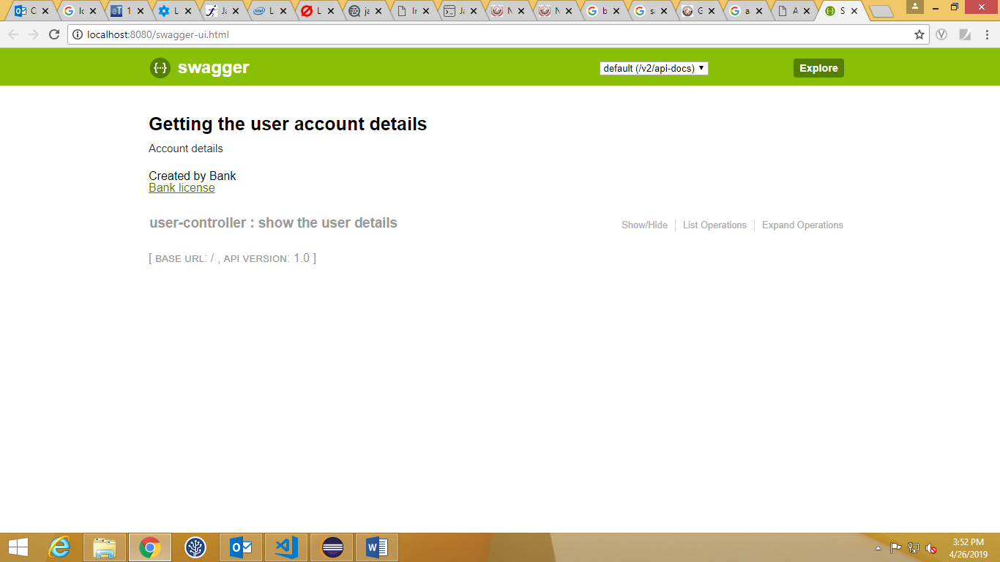 O
lo
1
L
Ja
L
L
ja
In
Ja
N
N
b
sa
G
a
A
S
localhost:8080/swagger-ui.html
swagger
default (/v2/api-docs)
Explore
Getting the user account details
Account details
Created by Bank
Bank license
user-controller : show the user details
Show/Hide
List Operations
Expand Operations
[ BASE URL: / , API VERSION: 1.0 ]
3:52 PM
4/26/2019